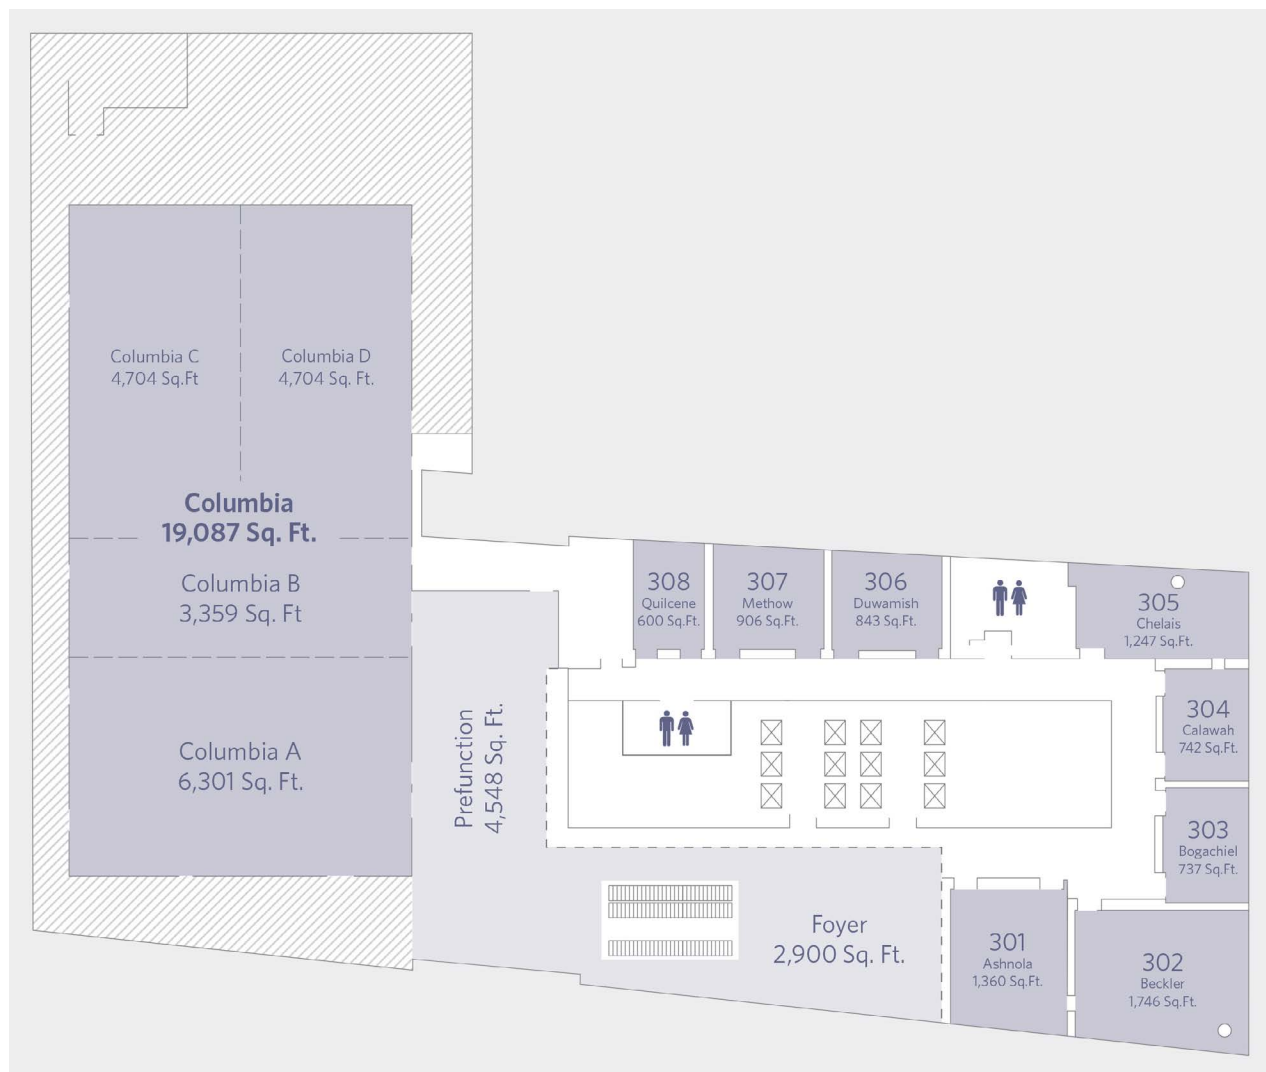 Columbia C
4,704 Sq.Ft
Columbia D
4,704 Sq.Ft.
Columbia
19,087 Sq. Ft.
Columbia B
3,359 Sq. Ft
Columbia A
6,301 Sq. Ft.
Prefunction
4,548 Sq. Ft.
Foyer
2,900 Sq. Ft.
308
Quilcene
600 Sq.Ft.
307
Methow
906 Sq.Ft.
306
Duwamish
843 Sq.Ft.
305
Chelais
1,247 Sq.Ft.
304
Calawah
742 Sq.Ft.
303
Bogachiel
737 Sq.Ft.
301
Ashnola
1,360 Sq.Ft.
302
Beckler
1,746 Sq.Ft.